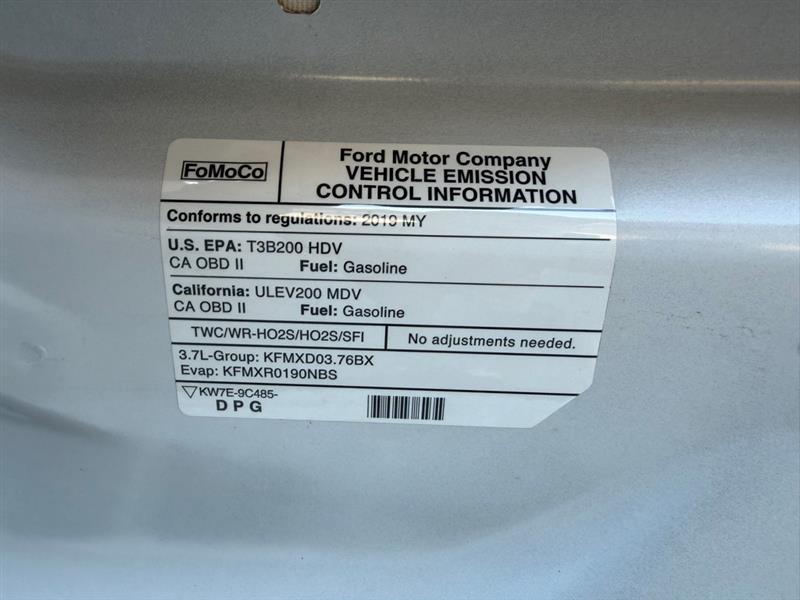 FoMoCo
Ford Motor Company
VEHICLE EMISSION
CONTROL INFORMATION
Conforms to regulations: 2019 MY
U.S. EPA: T3B200 HDV
CA OBD II Fuel: Gasoline
California: ULEV200 MDV
CA OBD II Fuel: Gasoline
TWC/WR-HO2S/HO2S/SFI No adjustments needed.
3.7L-Group: KFMXD03.76BX
Evap: KFMXR0190NBS
KW7E-9C485-
DPG